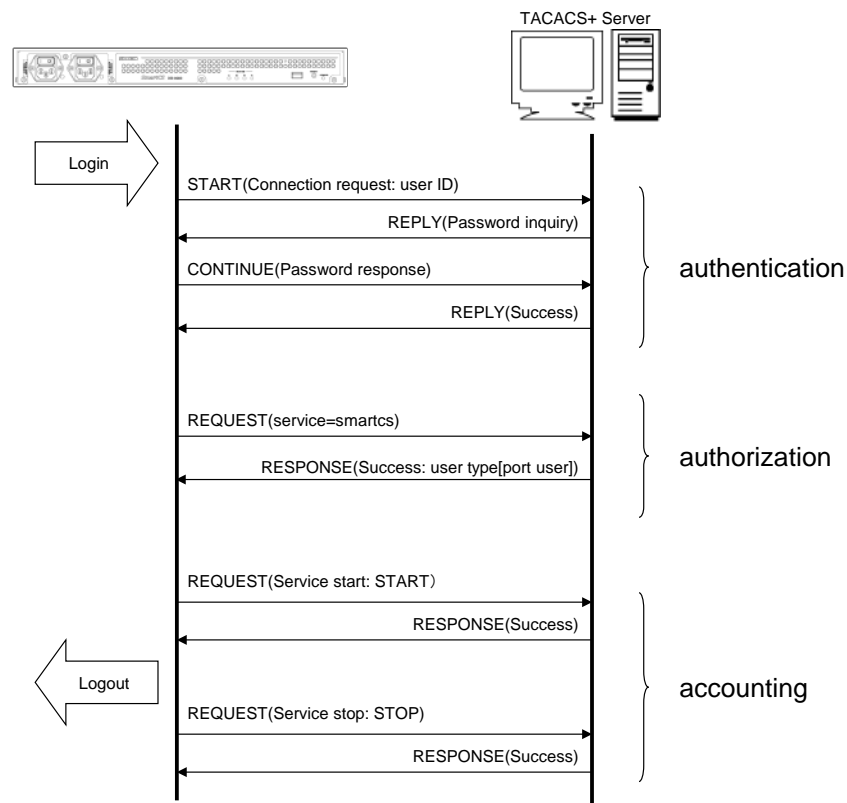 TACACS+ Server
Login
START(Connection request: user ID)
REPLY(Password inquiry)
CONTINUE(Password response)
REPLY(Success)
authentication
REQUEST(service=smartcs)
RESPONSE(Success: user type[port user])
authorization
REQUEST(Service start: START）
RESPONSE(Success)
Logout
accounting
REQUEST(Service stop: STOP)
RESPONSE(Success)